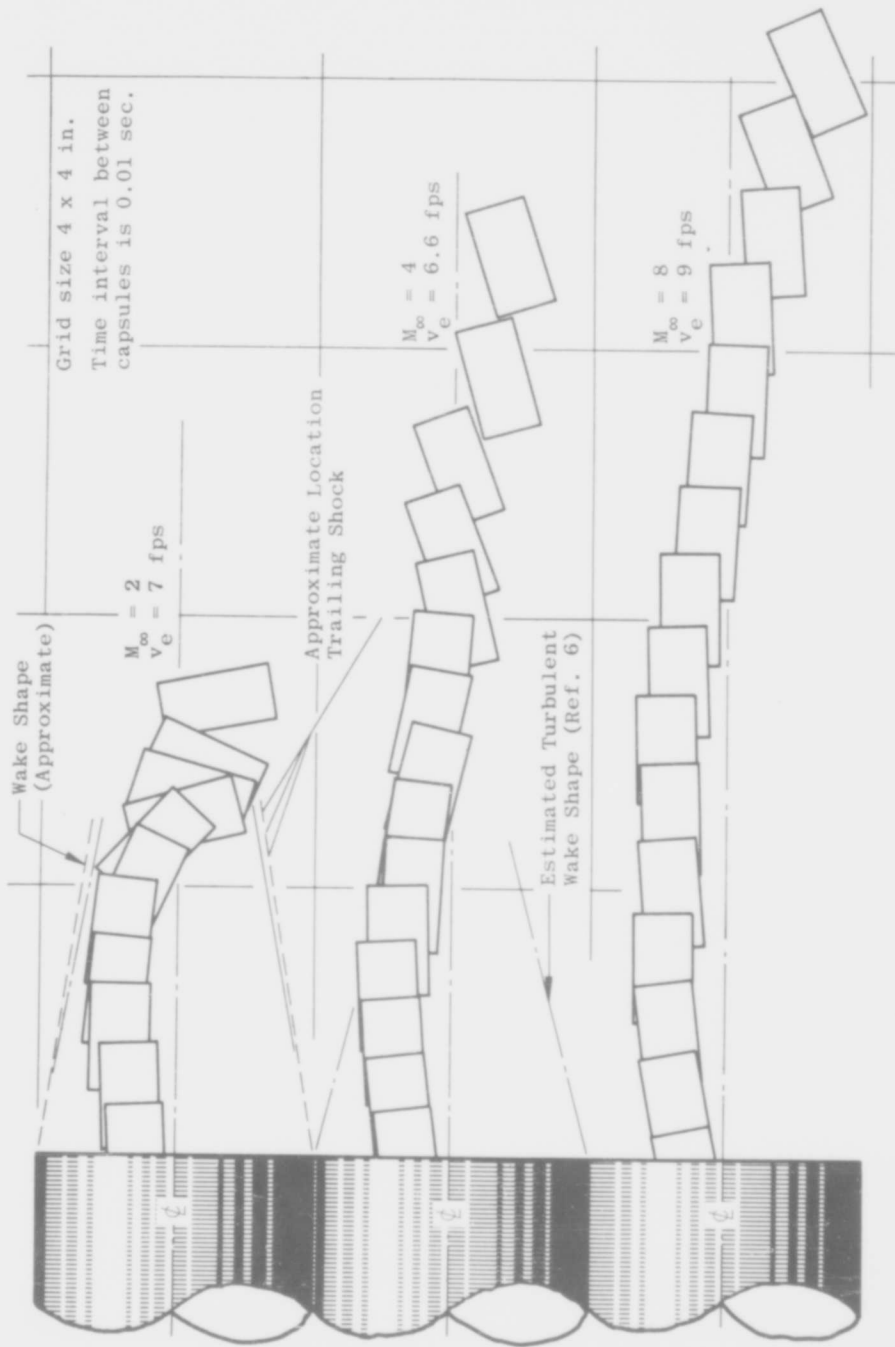 Grid size 4 x 4 in.
Time interval between
capsules is 0.01 sec.
Wake Shape
(Approximate)
M∞ = 2
ve = 7 fps
Approximate Location
Trailing Shock
M∞ = 4
ve = 6.6 fps
Estimated Turbulent
Wake Shape (Ref. 6)
M∞ = 8
ve = 9 fps
℄
℄
℄